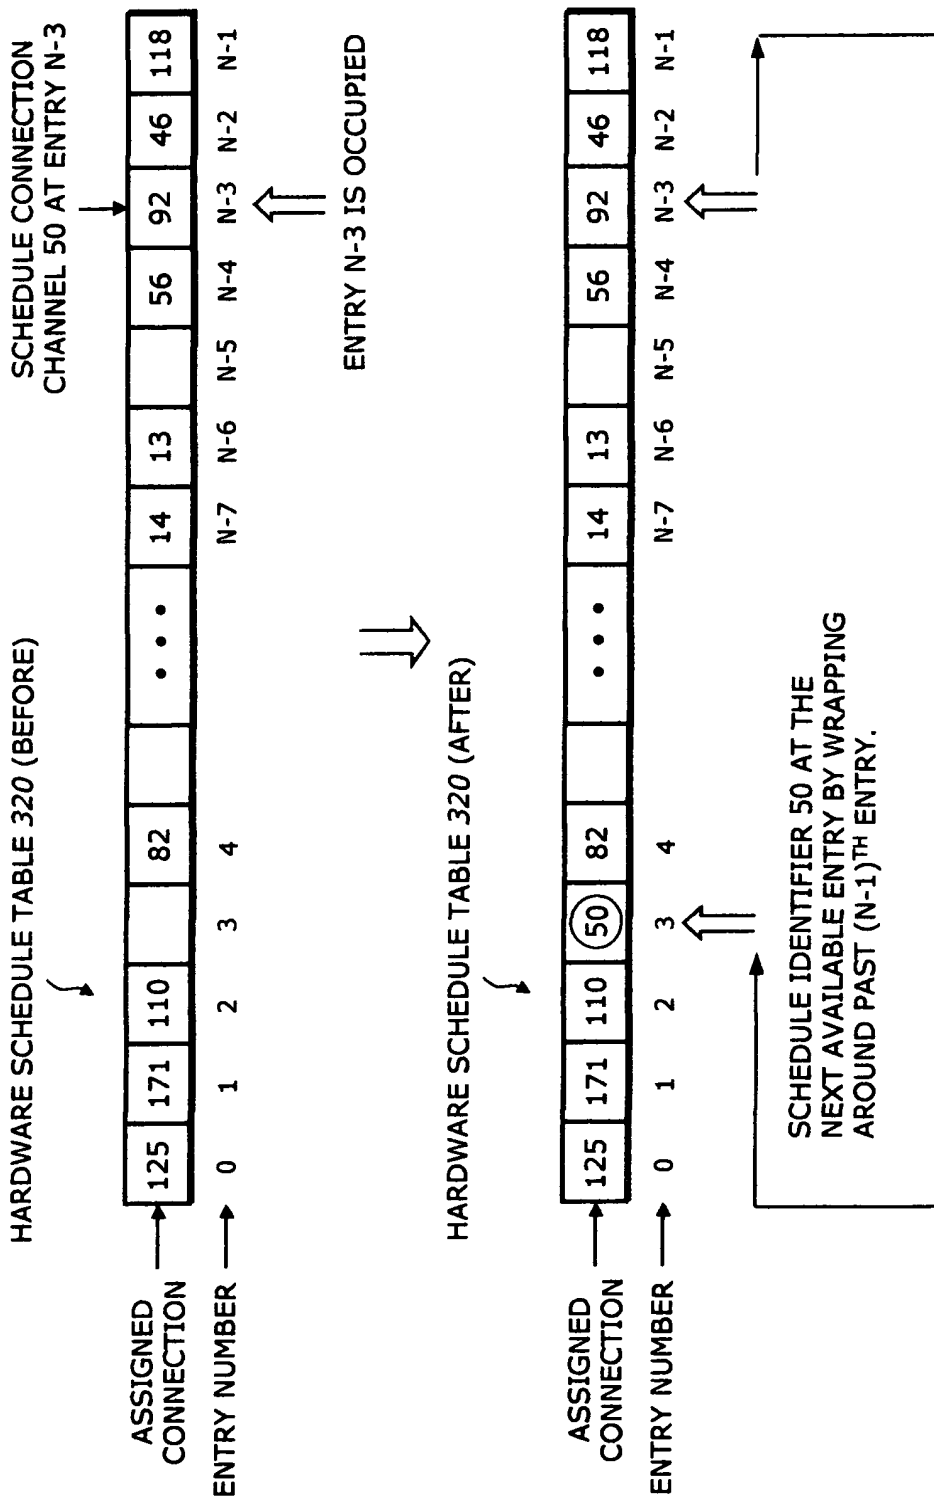 HARDWARE SCHEDULE TABLE 320 (BEFORE)
SCHEDULE CONNECTION
CHANNEL 50 AT ENTRY N-3
ASSIGNED
CONNECTION
125 171 110 82 • • • 14 13 56 92 46 118
ENTRY NUMBER
0 1 2 3 4 N-7 N-6 N-5 N-4 N-3 N-2 N-1
ENTRY N-3 IS OCCUPIED
HARDWARE SCHEDULE TABLE 320 (AFTER)
ASSIGNED
CONNECTION
125 171 110 50 82 • • • 14 13 56 92 46 118
ENTRY NUMBER
0 1 2 3 4 N-7 N-6 N-5 N-4 N-3 N-2 N-1
SCHEDULE IDENTIFIER 50 AT THE
NEXT AVAILABLE ENTRY BY WRAPPING
AROUND PAST (N-1)TH ENTRY.